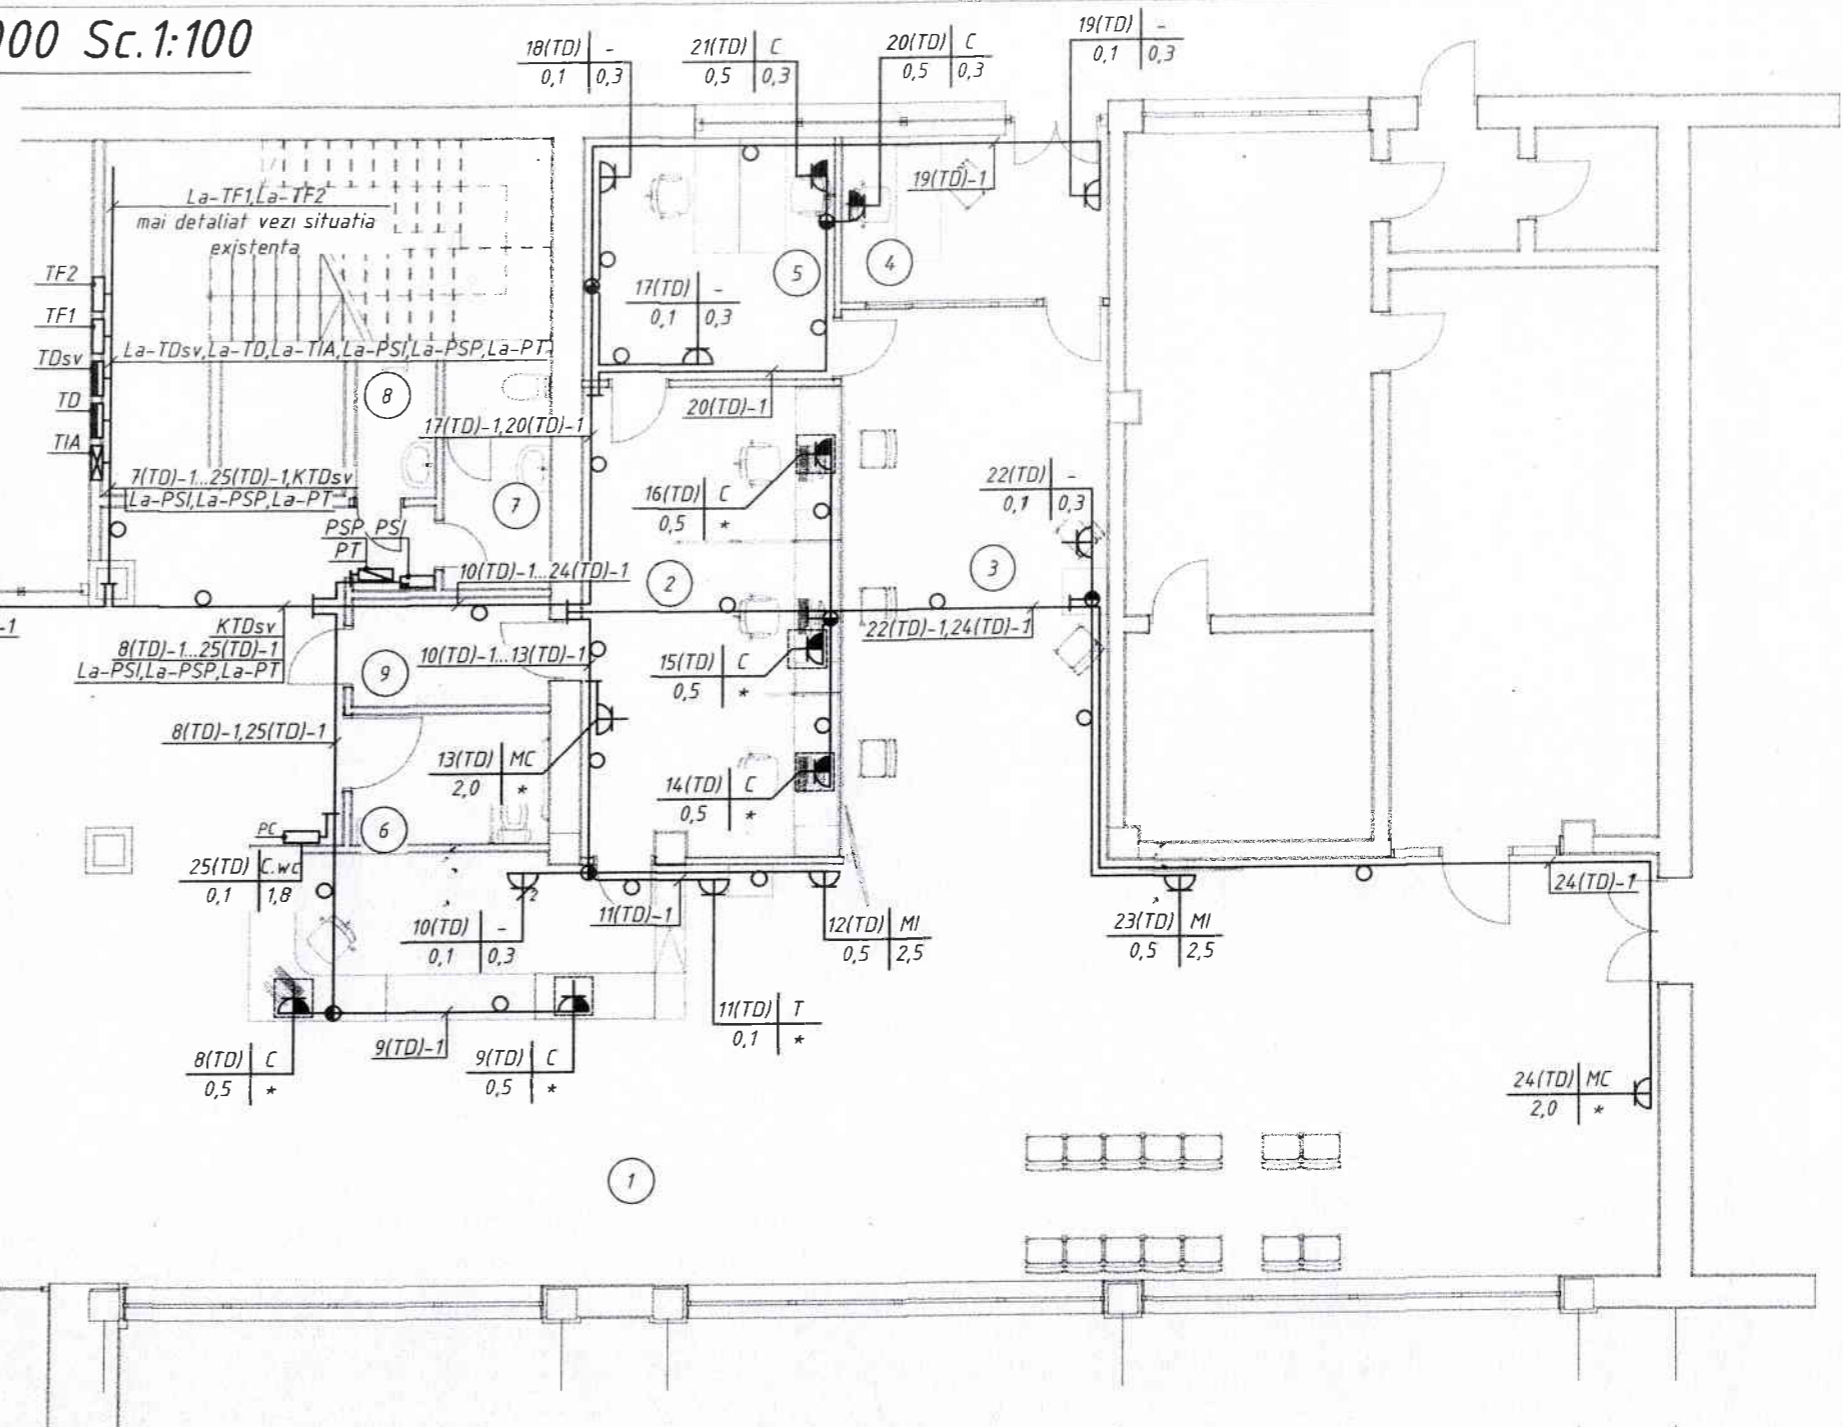 000 Sc.1:100
18(TD) -
0,1 0,3
21(TD) C
0,5 0,3
20(TD) C
0,5 0,3
19(TD) -
0,1 0,3
La-TF1,La-TF2
mai detaliat vezi situatia
existenta
19(TD)-1
5
4
TF2
17(TD) -
0,1 0,3
TF1
TDsv
La-TDsv,La-TD,La-TIA,La-PSI,La-PSP,La-PT
TD
8
20(TD)-1
17(TD)-1,20(TD)-1
TIA
7(TD)-1...25(TD)-1,KTDsv
La-PSI,La-PSP,La-PT
7
16(TD) C
0,5 *
22(TD) -
0,1 0,3
PSP PSI
PT
10(TD)-1...24(TD)-1
2
3
-1
KTDsv
8(TD)-1...25(TD)-1
La-PSI,La-PSP,La-PT
22(TD)-1,24(TD)-1
9
10(TD)-1...13(TD)-1
15(TD) C
0,5 *
8(TD)-1,25(TD)-1
13(TD) MC
2,0 *
14(TD) C
0,5 *
PC
6
25(TD) C.wc
0,1 1,8
2
11(TD)-1
24(TD)-1
10(TD) -
0,1 0,3
12(TD) MI
0,5 2,5
23(TD) MI
0,5 2,5
11(TD) T
0,1 *
9(TD)-1
8(TD) C
0,5 *
9(TD) C
0,5 *
24(TD) MC
2,0 *
1